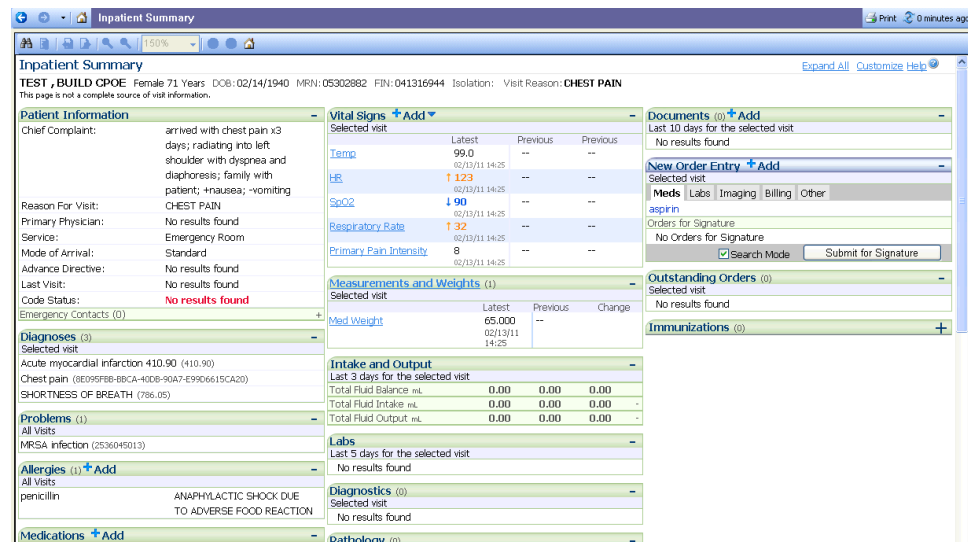 Inpatient Summary
Print 0 minutes ago
150%
Inpatient Summary
Expand All Customize Help
TEST , BUILD CPOE Female 71 Years DOB: 02/14/1940 MRN: 05302882 FIN: 041316944 Isolation: Visit Reason: CHEST PAIN
This page is not a complete source of visit information.
Patient Information
Chief Complaint: arrived with chest pain x3
days; radiating into left
shoulder with dyspnea and
diaphoresis; family with
patient; +nausea; -vomiting
Reason For Visit: CHEST PAIN
Primary Physician: No results found
Service: Emergency Room
Mode of Arrival: Standard
Advance Directive: No results found
Last Visit: No results found
Code Status: No results found
Emergency Contacts (0) +
Diagnoses (3)
Selected visit
Acute myocardial infarction 410.90 (410.90)
Chest pain (8E095FBB-BBCA-40DB-90A7-E99D6615CA20)
SHORTNESS OF BREATH (786.05)
Problems (1)
All Visits
MRSA infection (2536045013)
Allergies (1) + Add
All Visits
penicillin ANAPHYLACTIC SHOCK DUE
TO ADVERSE FOOD REACTION
Medications + Add
Vital Signs + Add
Selected visit
Latest Previous Previous
Temp 99.0 -- --
02/13/11 14:25
HR ↑ 123 -- --
02/13/11 14:25
SpO2 ↓ 90 -- --
02/13/11 14:25
Respiratory Rate ↑ 32 -- --
02/13/11 14:25
Primary Pain Intensity 8 -- --
02/13/11 14:25
Measurements and Weights (1)
Selected visit
Latest Previous Change
Med Weight 65.000 --
02/13/11
14:25
Intake and Output
Last 3 days for the selected visit
Total Fluid Balance mL 0.00 0.00 0.00
Total Fluid Intake mL 0.00 0.00 0.00 -
Total Fluid Output mL 0.00 0.00 0.00 -
Labs
Last 5 days for the selected visit
No results found
Diagnostics (0)
Selected visit
No results found
Pathology (0)
Documents (0) + Add
Last 10 days for the selected visit
No results found
New Order Entry + Add
Selected visit
Meds Labs Imaging Billing Other
aspirin
Orders for Signature
No Orders for Signature
Search Mode Submit for Signature
Outstanding Orders (0)
Selected visit
No results found
Immunizations (0) +